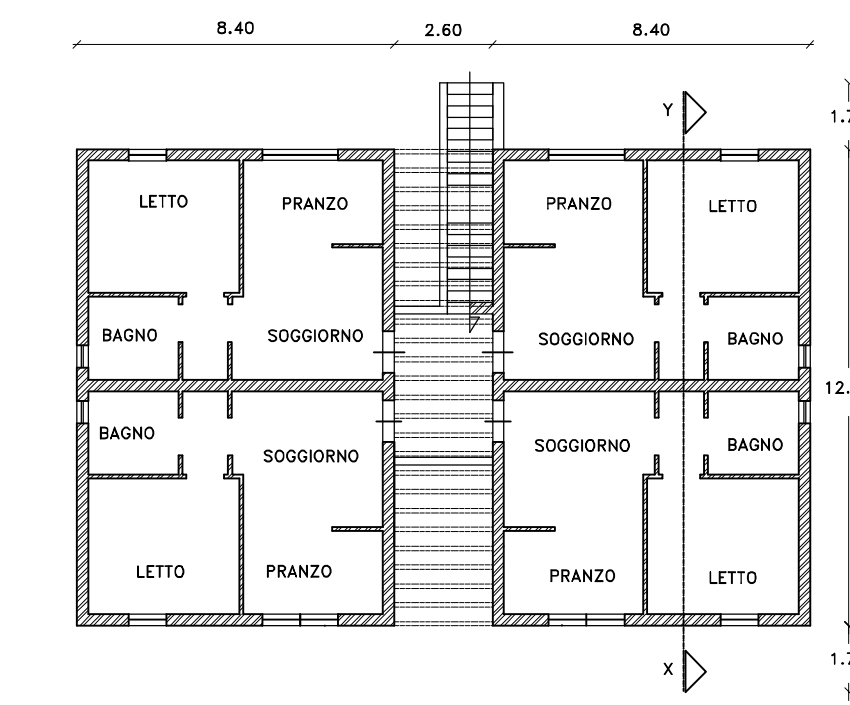 8.40 2.60 8.40
Y
LETTO PRANZO PRANZO LETTO
BAGNO SOGGIORNO SOGGIORNO BAGNO
BAGNO SOGGIORNO SOGGIORNO BAGNO
LETTO PRANZO PRANZO LETTO
X